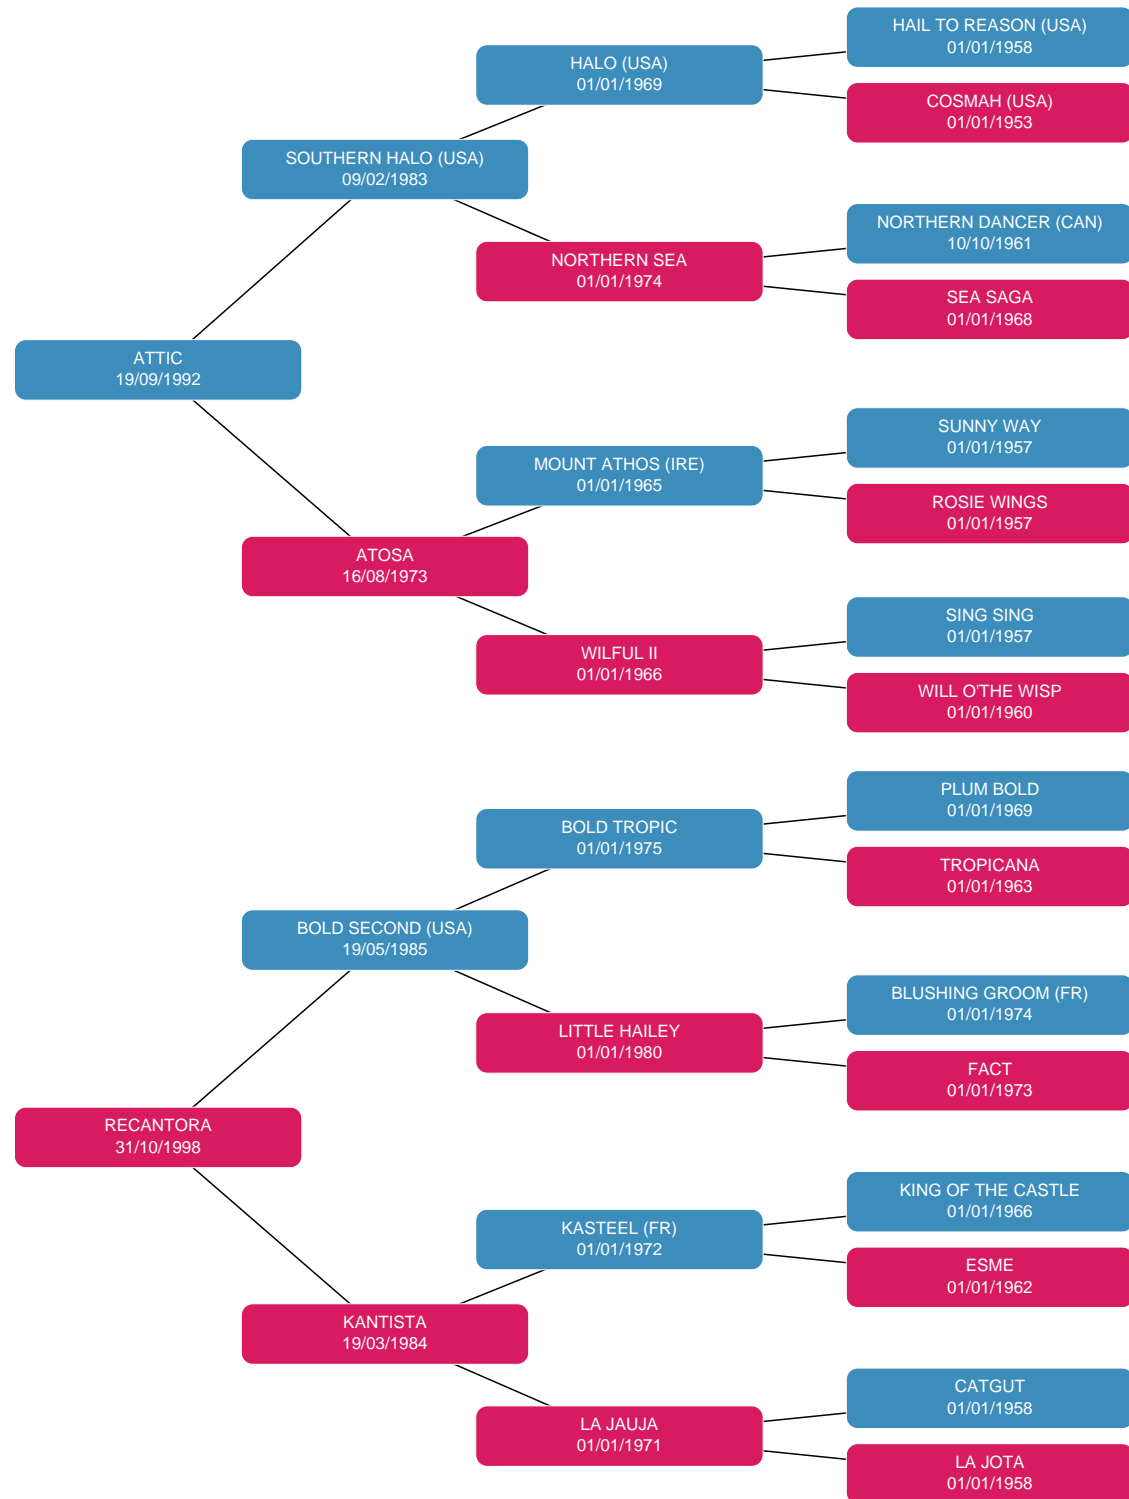 HAIL TO REASON (USA)
01/01/1958
HALO (USA)
01/01/1969
COSMAH (USA)
01/01/1953
SOUTHERN HALO (USA)
09/02/1983
NORTHERN DANCER (CAN)
10/10/1961
NORTHERN SEA
01/01/1974
SEA SAGA
01/01/1968
ATTIC
19/09/1992
SUNNY WAY
01/01/1957
MOUNT ATHOS (IRE)
01/01/1965
ROSIE WINGS
01/01/1957
ATOSA
16/08/1973
SING SING
01/01/1957
WILFUL II
01/01/1966
WILL O'THE WISP
01/01/1960
PLUM BOLD
01/01/1969
BOLD TROPIC
01/01/1975
TROPICANA
01/01/1963
BOLD SECOND (USA)
19/05/1985
BLUSHING GROOM (FR)
01/01/1974
LITTLE HAILEY
01/01/1980
FACT
01/01/1973
RECANTORA
31/10/1998
KING OF THE CASTLE
01/01/1966
KASTEEL (FR)
01/01/1972
ESME
01/01/1962
KANTISTA
19/03/1984
CATGUT
01/01/1958
LA JAUJA
01/01/1971
LA JOTA
01/01/1958